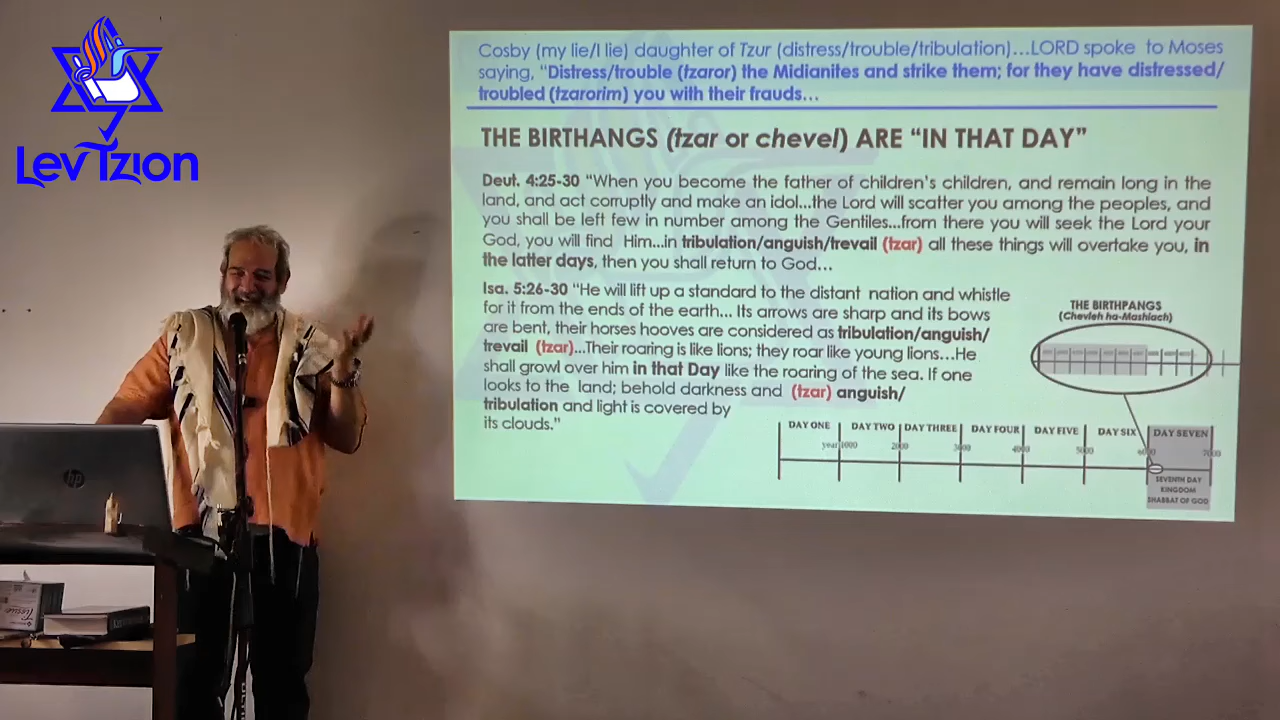 Lev Tzion
Cosby (my lie/I lie) daughter of Tzur (distress/trouble/tribulation)...LORD spoke to Moses
saying, "Distress/trouble (tzaror) the Midianites and strike them; for they have distressed/
troubled (tzarorim) you with their frauds...
THE BIRTHANGS (tzar or chevel) ARE "IN THAT DAY"
Deut. 4:25-30 "When you become the father of children's children, and remain long in the
land, and act corruptly and make an idol...the Lord will scatter you among the peoples, and
you shall be left few in number among the Gentiles...from there you will seek the Lord your
God, you will find Him...in tribulation/anguish/trevail (tzar) all these things will overtake you, in
the latter days, then you shall return to God...
Isa. 5:26-30 "He will lift up a standard to the distant nation and whistle
for it from the ends of the earth... Its arrows are sharp and its bows
are bent, their horses hooves are considered as tribulation/anguish/
trevail (tzar)...Their roaring is like lions; they roar like young lions...He
shall growl over him in that Day like the roaring of the sea. If one
looks to the land; behold darkness and (tzar) anguish/
tribulation and light is covered by
its clouds."
THE BIRTHPANGS
(Chevleh ha-Mashiach)
DAY ONE DAY TWO DAY THREE DAY FOUR DAY FIVE DAY SIX DAY SEVEN
year 1000 2000 3000 4000 5000 6000 7000
SEVENTH DAY
KINGDOM
SHABBAT OF GOD
hp
Tissue